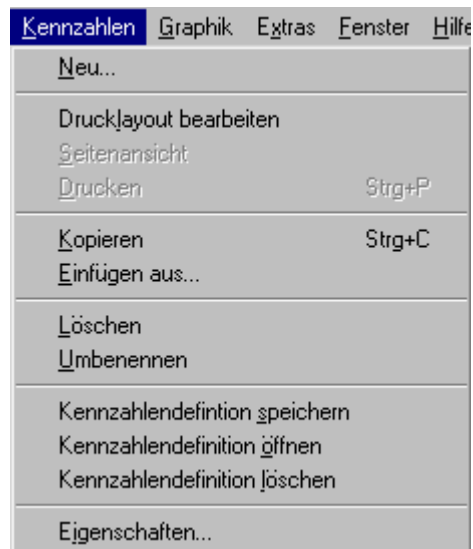 Kennzahlen Graphik Extras Fenster Hilfe
Neu...
Drucklayout bearbeiten
Seitenansicht
Drucken Strg+P
Kopieren Strg+C
Einfügen aus...
Löschen
Umbenennen
Kennzahlendefintion speichern
Kennzahlendefinition öffnen
Kennzahlendefinition löschen
Eigenschaften...